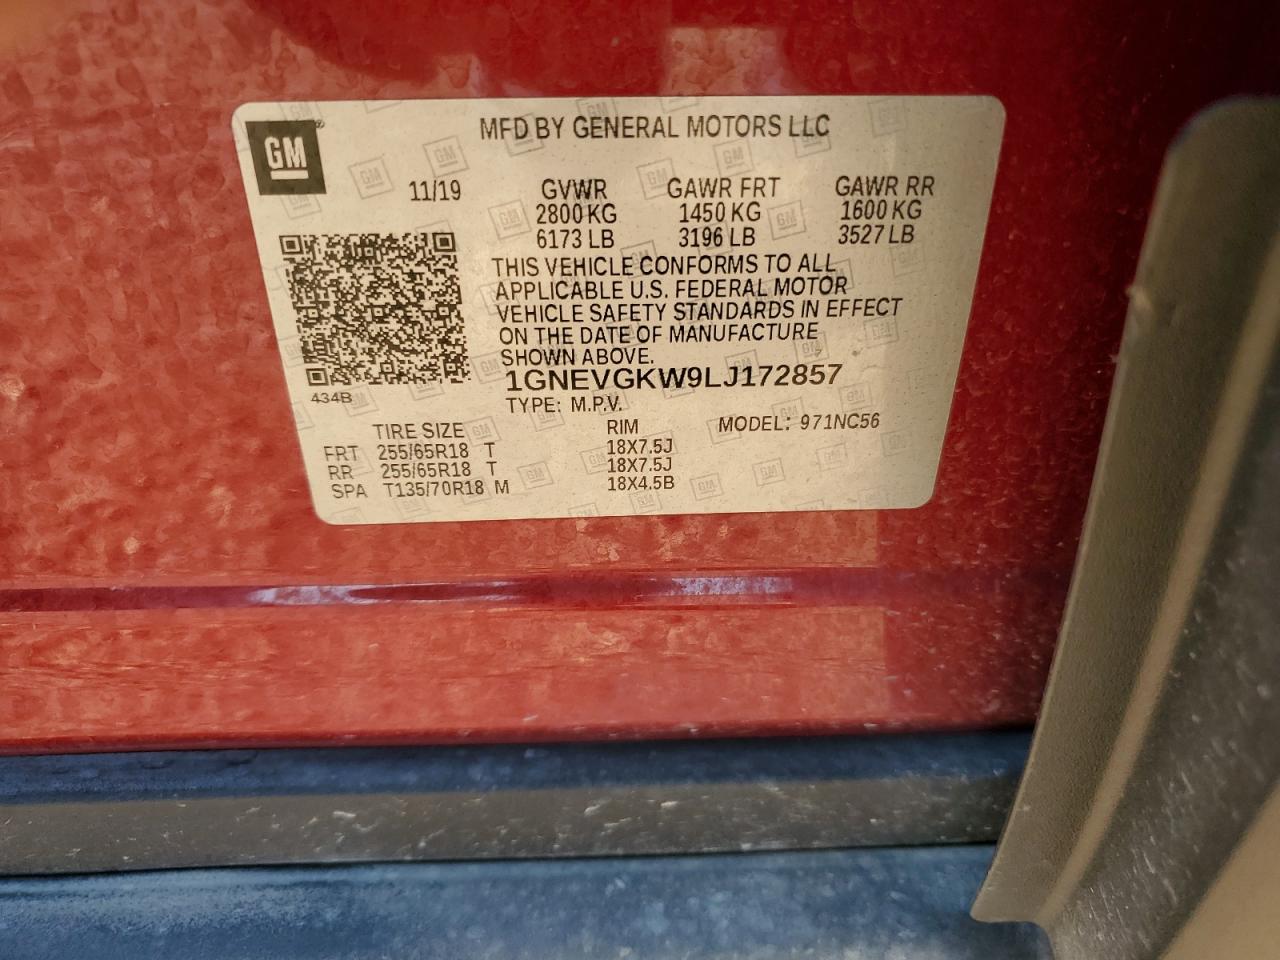 GM
MFD BY GENERAL MOTORS LLC
11/19
GVWR GAWR FRT GAWR RR
2800 KG 1450 KG 1600 KG
6173 LB 3196 LB 3527 LB
THIS VEHICLE CONFORMS TO ALL
APPLICABLE U.S. FEDERAL MOTOR
VEHICLE SAFETY STANDARDS IN EFFECT
ON THE DATE OF MANUFACTURE
SHOWN ABOVE.
1GNEVGKW9LJ172857
434B
TYPE: M.P.V.
TIRE SIZE RIM MODEL: 971NC56
FRT 255/65R18 T 18X7.5J
RR 255/65R18 T 18X7.5J
SPA T135/70R18 M 18X4.5B